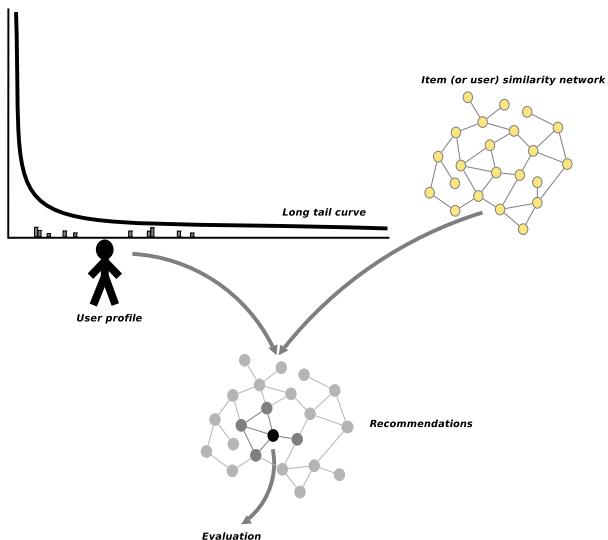 Item (or user) similarity network
Long tail curve
User profile
Recommendations
Evaluation